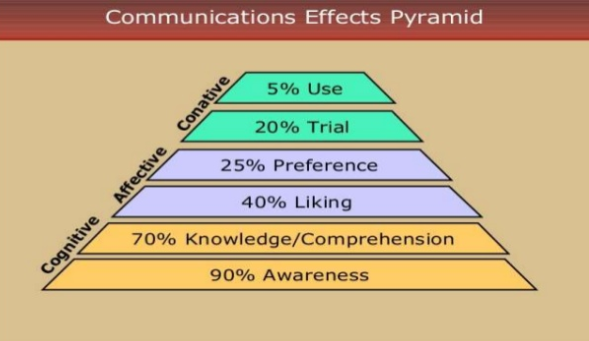 Communications Effects Pyramid
Conative
5% Use
20% Trial
Affective
25% Preference
40% Liking
Cognitive
70% Knowledge/Comprehension
90% Awareness